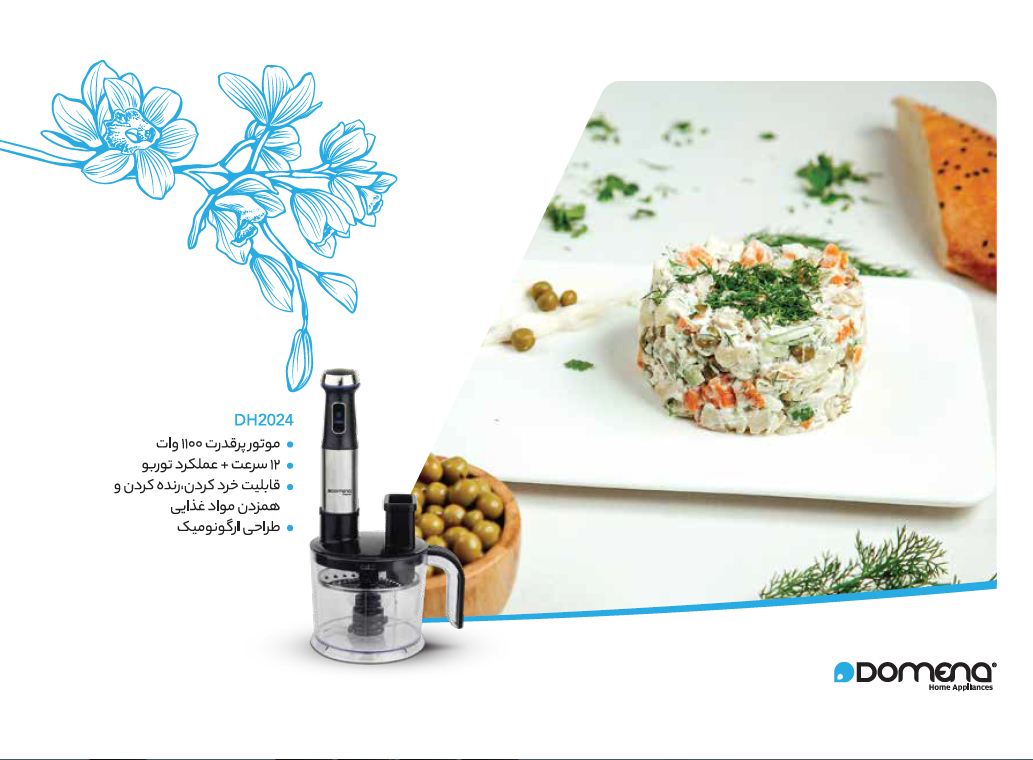 DH2024
موتور پرقدرت ۱۱۰۰ وات
۱۲ سرعت + عملکرد توربو
قابلیت خرد کردن،رنده کردن و
همزدن مواد غذایی
طراحی ارگونومیک
DOMENA
DOMENA®
Home Appliances